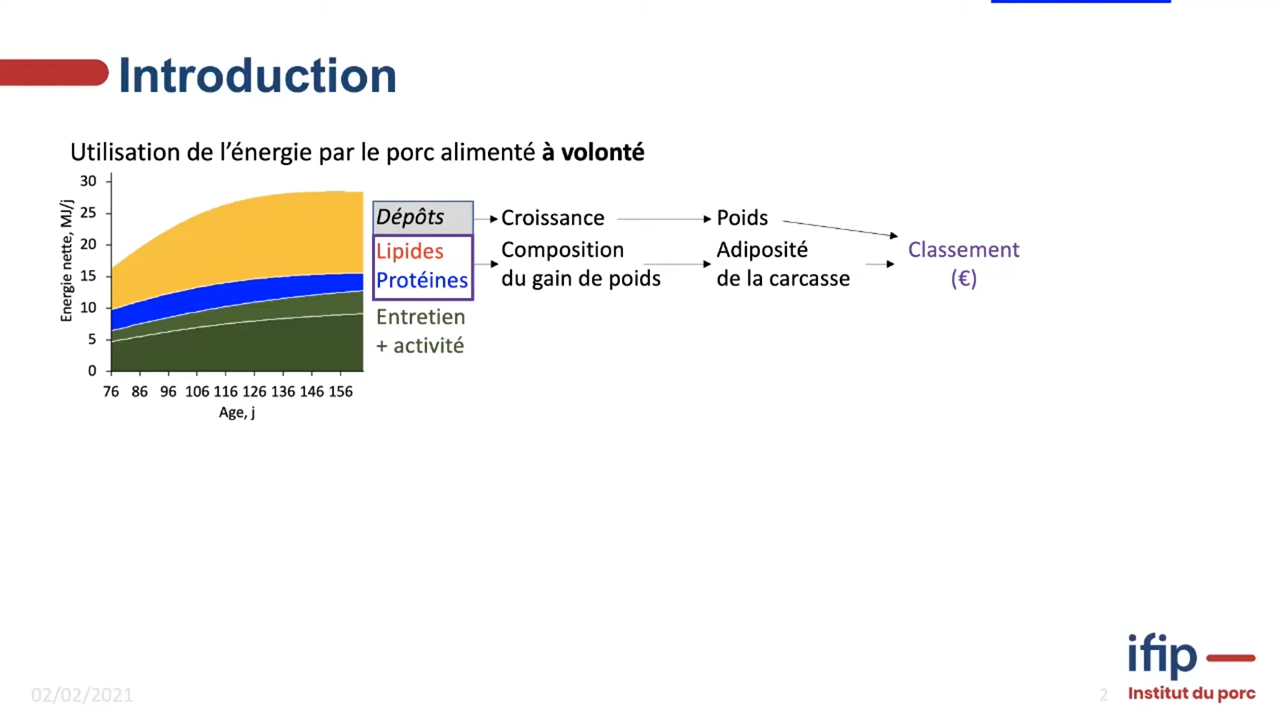 Introduction
Utilisation de l’énergie par le porc alimenté à volonté
30
25
20
15
10
5
0
Energie nette, MJ/j
76 86 96 106 116 126 136 146 156
Age, j
Dépôts
Lipides
Protéines
Entretien
+ activité
Croissance
Composition
du gain de poids
Poids
Adiposité
de la carcasse
Classement
(€)
02/02/2021
2
ifip
Institut du porc